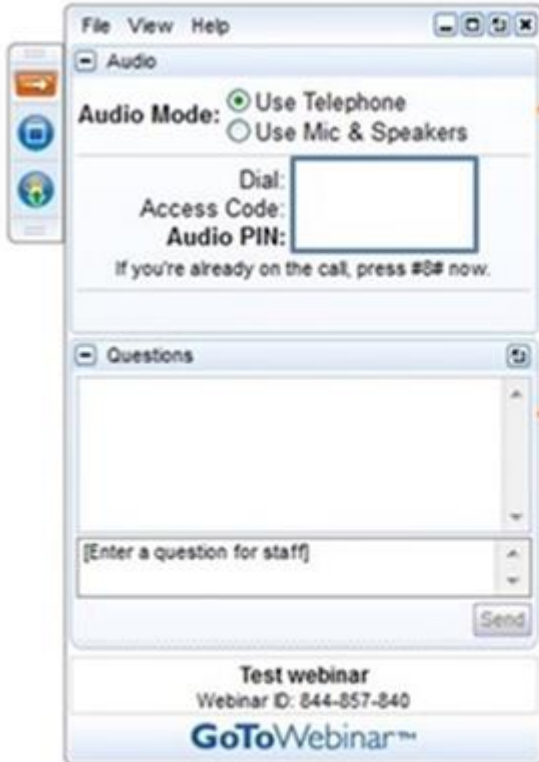 File View Help
Audio
Audio Mode: Use Telephone
Use Mic & Speakers
Dial:
Access Code:
Audio PIN:
If you're already on the call, press #8# now.
Questions
[Enter a question for staff]
Send
Test webinar
Webinar ID: 844-857-840
GoToWebinar™